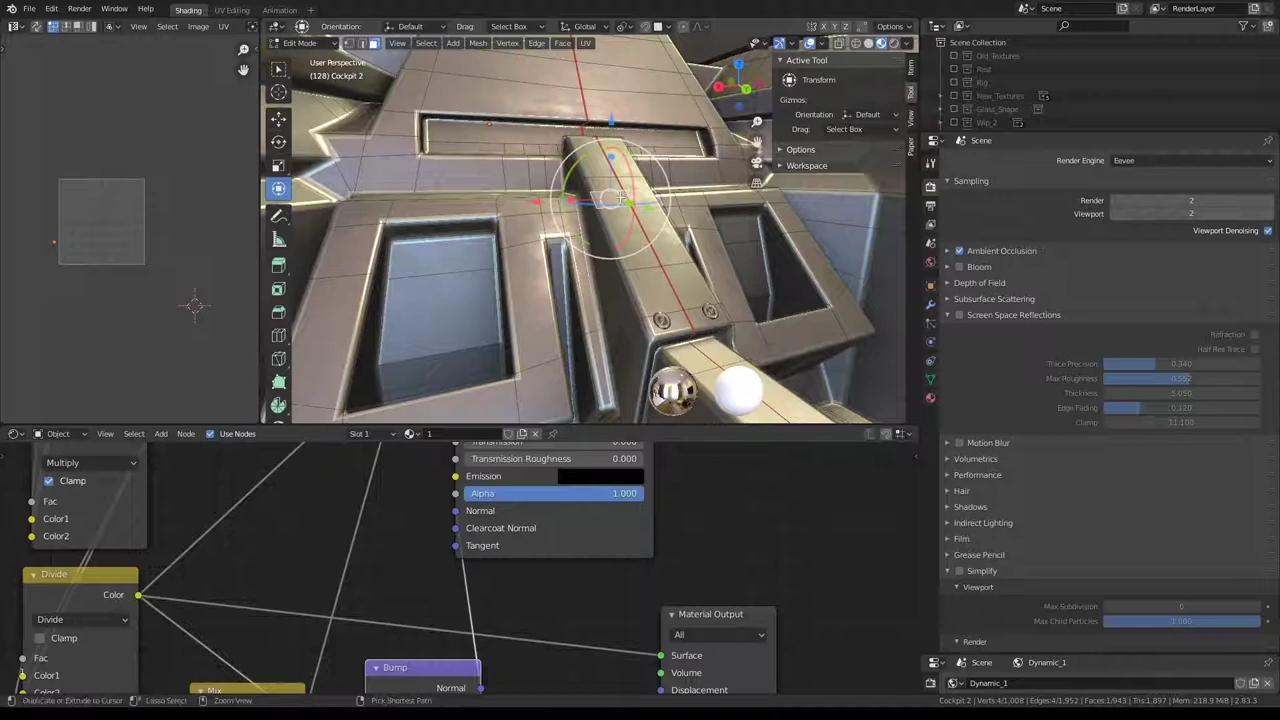 File Edit Render Window Help Shading UV Editing Animation Scene RenderLayer
View Select Image UV Orientation: Default Drag: Select Box Global Options
Edit Mode View Select Add Mesh Vertex Edge Face UV
User Perspective
(128) Cockpit 2
Active Tool
Transform
Gizmos:
Orientation Default
Drag: Select Box
Options
Workspace
Item
Tool
View
Paper
Scene Collection
Old_Textures
Rest
Rig
New_Textures
Glass_Shape
Wip_2
Scene
Render Engine Eevee
Sampling
Render 2
Viewport 2
Viewport Denoising
Ambient Occlusion
Bloom
Depth of Field
Subsurface Scattering
Screen Space Reflections
Refraction
Half Res Trace
Trace Precision 0.340
Max Roughness 0.552
Thickness 5.050
Edge Fading 0.120
Clamp 11.100
Motion Blur
Volumetrics
Performance
Hair
Shadows
Indirect Lighting
Film
Grease Pencil
Simplify
Viewport
Max Subdivision 0
Max Child Particles 1.000
Render
Scene Dynamic_1
Dynamic_1
Object View Select Add Node Use Nodes Slot 1 1
Multiply
Clamp
Fac
Color1
Color2
Divide
Color
Divide
Clamp
Fac
Color1
Color2
Mix
Transmission 0.000
Transmission Roughness 0.000
Emission
Alpha 1.000
Normal
Clearcoat Normal
Tangent
Bump
Normal
Material Output
All
Surface
Volume
Displacement
Duplicate or Extrude to Cursor Lasso Select Zoom View Pick Shortest Path Cockpit 2 | Verts:4/1,008 | Edges:4/1,952 | Faces:1/943 | Tris:1,897 | Mem: 218.9 MiB | 2.83.3